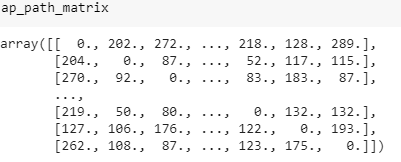 ap_path_matrix
array([[  0., 202., 272., ..., 218., 128., 289.],
       [204.,   0.,  87., ...,  52., 117., 115.],
       [270.,  92.,   0., ...,  83., 183.,  87.],
       ...,
       [219.,  50.,  80., ...,   0., 132., 132.],
       [127., 106., 176., ..., 122.,   0., 193.],
       [262., 108.,  87., ..., 123., 175.,   0.]])